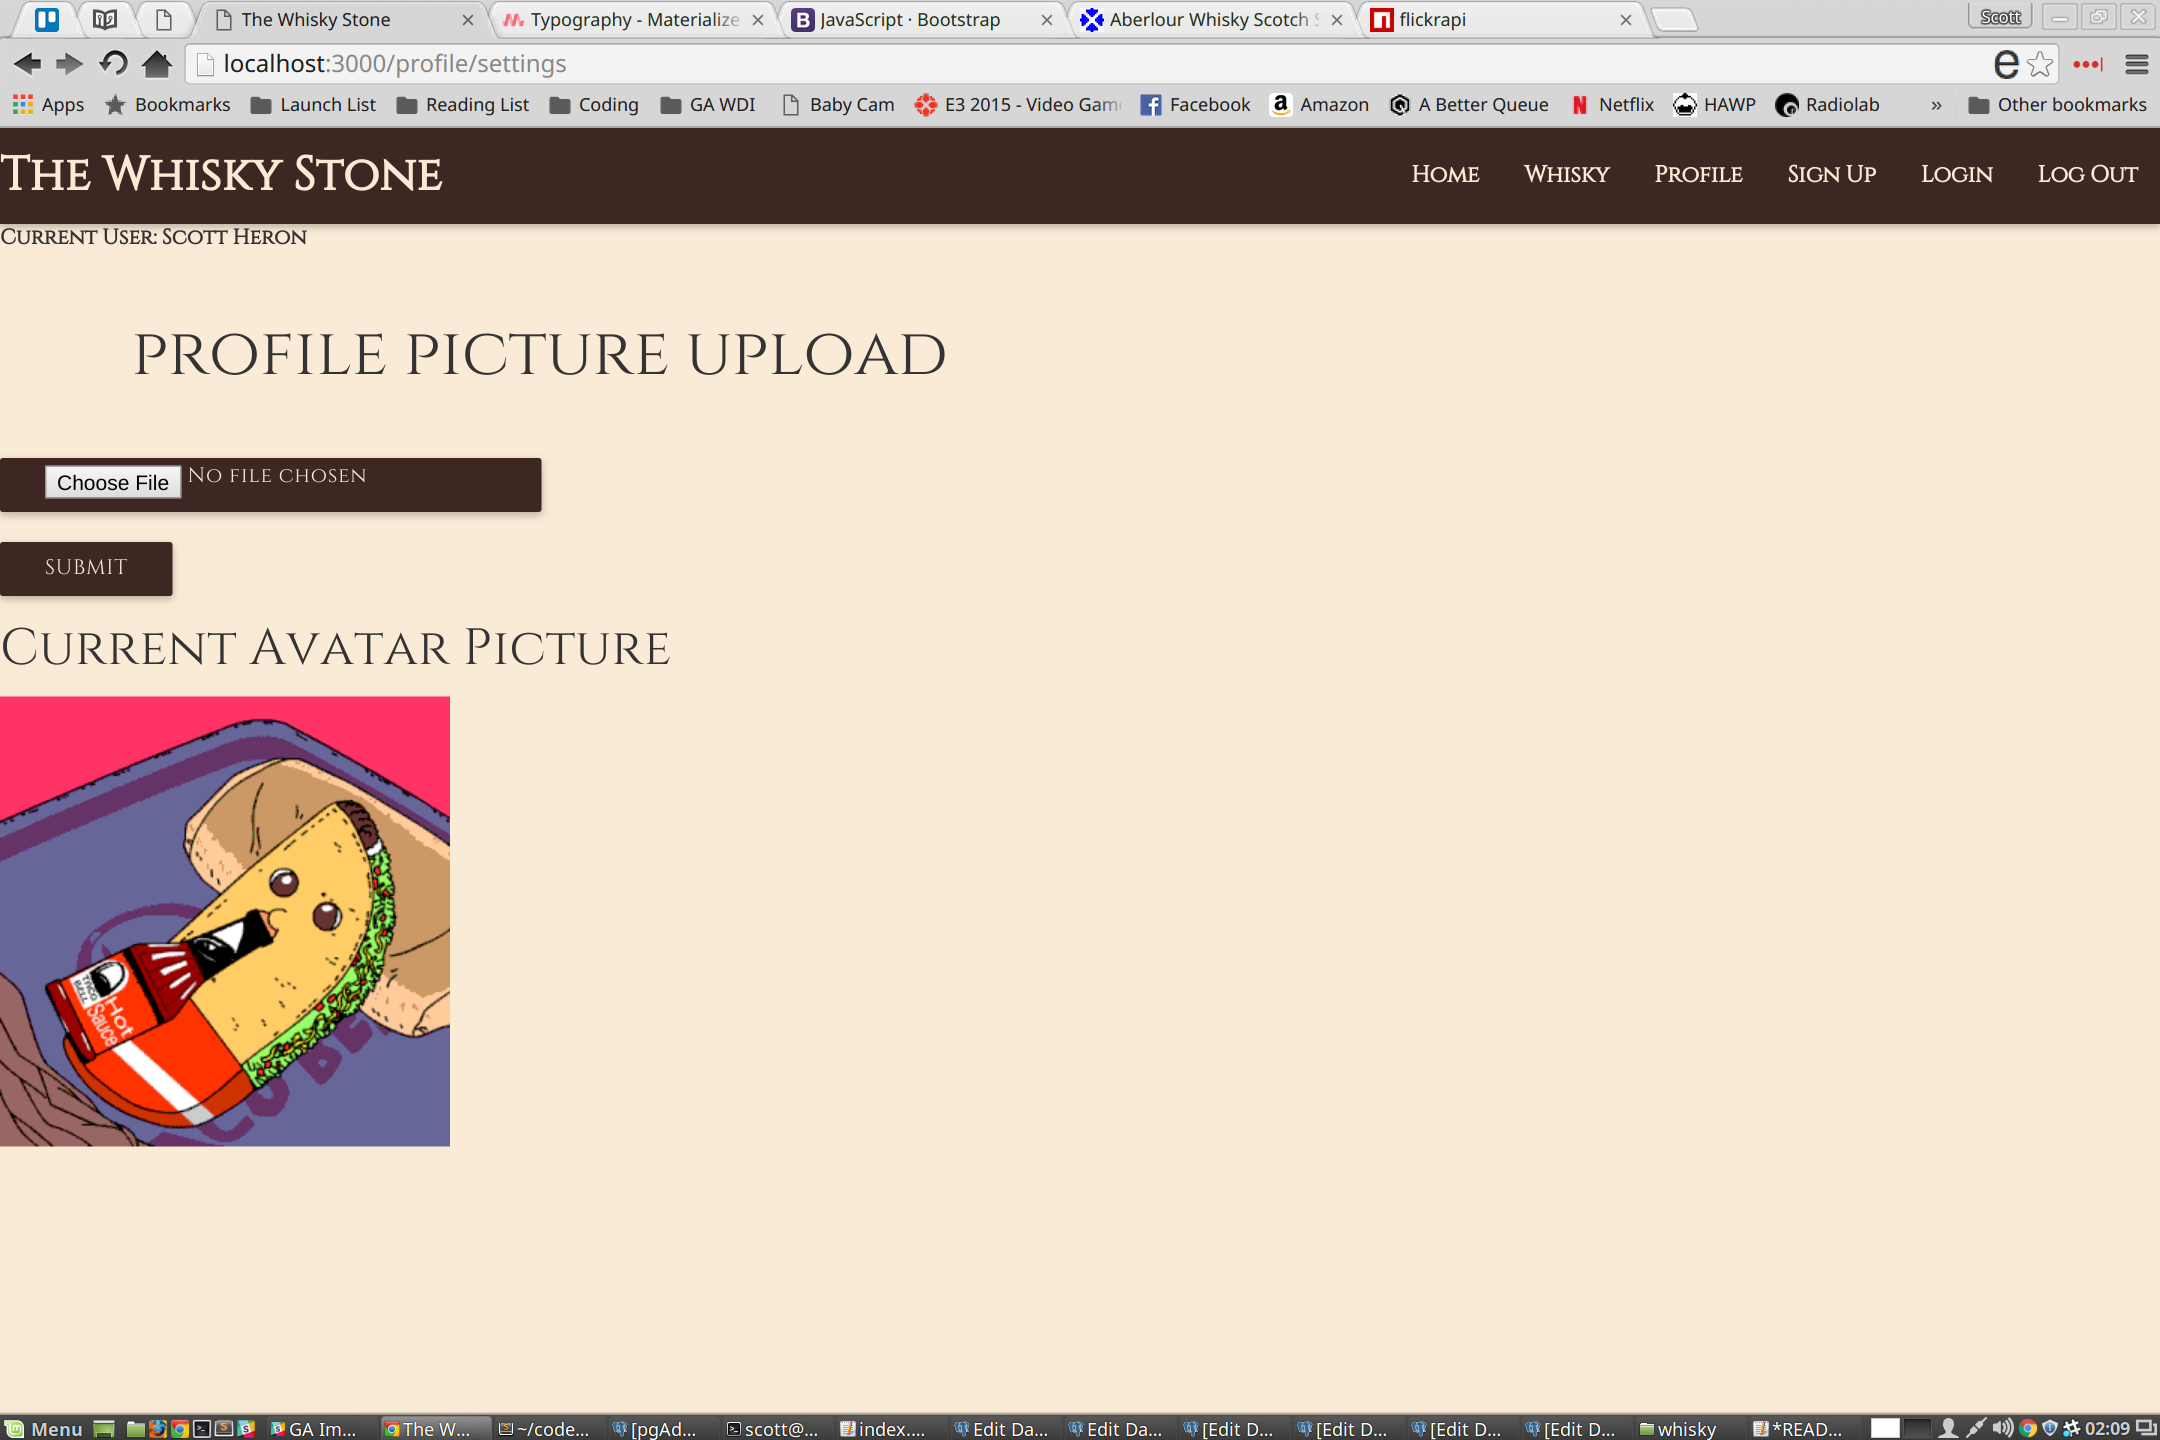 The Whisky Stone
Typography - Materialize
JavaScript · Bootstrap
Aberlour Whisky Scotch
flickrapi
Scott
localhost:3000/profile/settings
Apps Bookmarks Launch List Reading List Coding GA WDI Baby Cam E3 2015 - Video Gam Facebook Amazon A Better Queue Netflix HAWP Radiolab » Other bookmarks
The Whisky Stone
Home Whisky Profile Sign Up Login Log Out
Current User: Scott Heron
PROFILE PICTURE UPLOAD
Choose File No file chosen
SUBMIT
Current Avatar Picture
TACO BELL
Hot
Sauce
Menu GA Im... The W... ~/code... [pgAd... scott@... index.... Edit Da... Edit Da... [Edit D... [Edit D... [Edit D... [Edit D... whisky *READ... 02:09